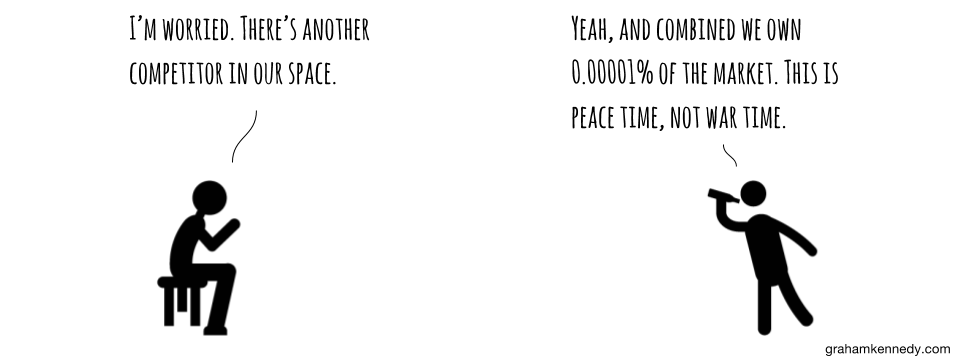 I'm worried. There's another
competitor in our space.
Yeah, and combined we own
0.00001% of the market. This is
peace time, not war time.
grahamkennedy.com